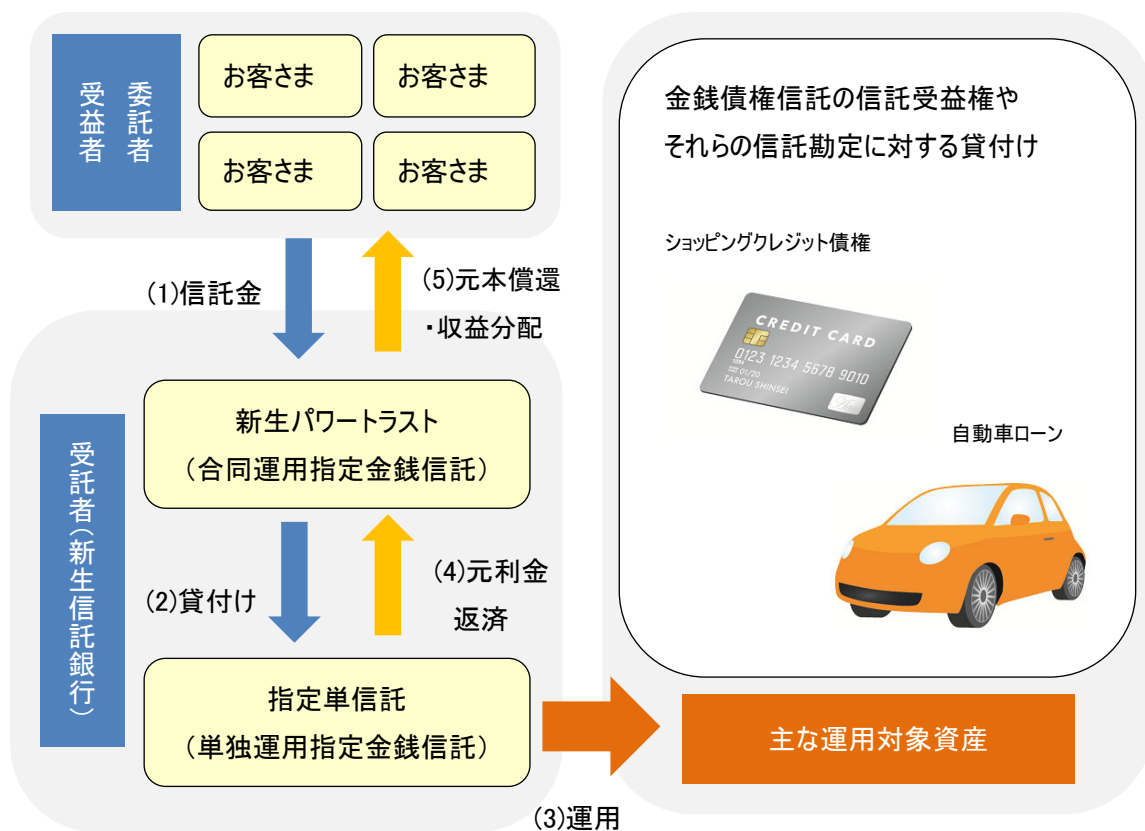 委託者
受益者
お客さま
お客さま
お客さま
お客さま
(1)信託金
(5)元本償還
・収益分配
受託者(新生信託銀行)
新生パワートラスト
(合同運用指定金銭信託)
(2)貸付け
(4)元利金
返済
指定単信託
(単独運用指定金銭信託)
(3)運用
金銭債権信託の信託受益権や
それらの信託勘定に対する貸付け
ショッピングクレジット債権
CREDIT CARD
0123 1234 5678 9010
01/20
TAROU SHINSEI
自動車ローン
主な運用対象資産